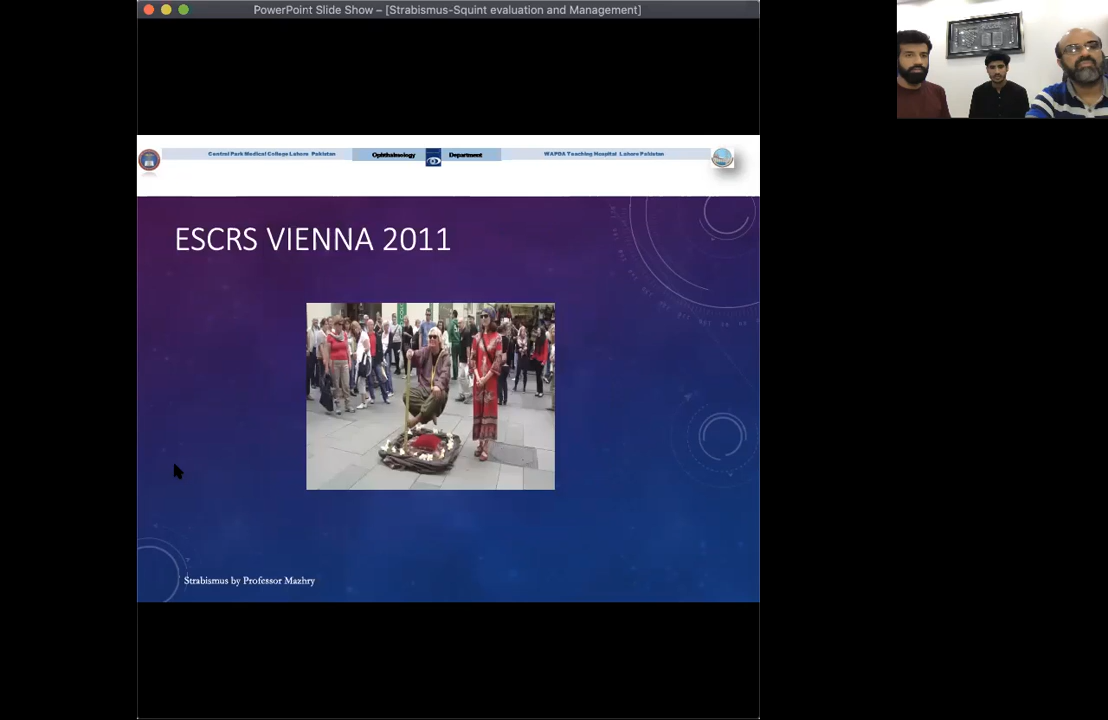 PowerPoint Slide Show – [Strabismus-Squint evaluation and Management]
Central Park Medical College Lahore Pakistan
Ophthalmology Department
WAPDA Teaching Hospital Lahore Pakistan
ESCRS VIENNA 2011
Strabismus by Professor Mazhry